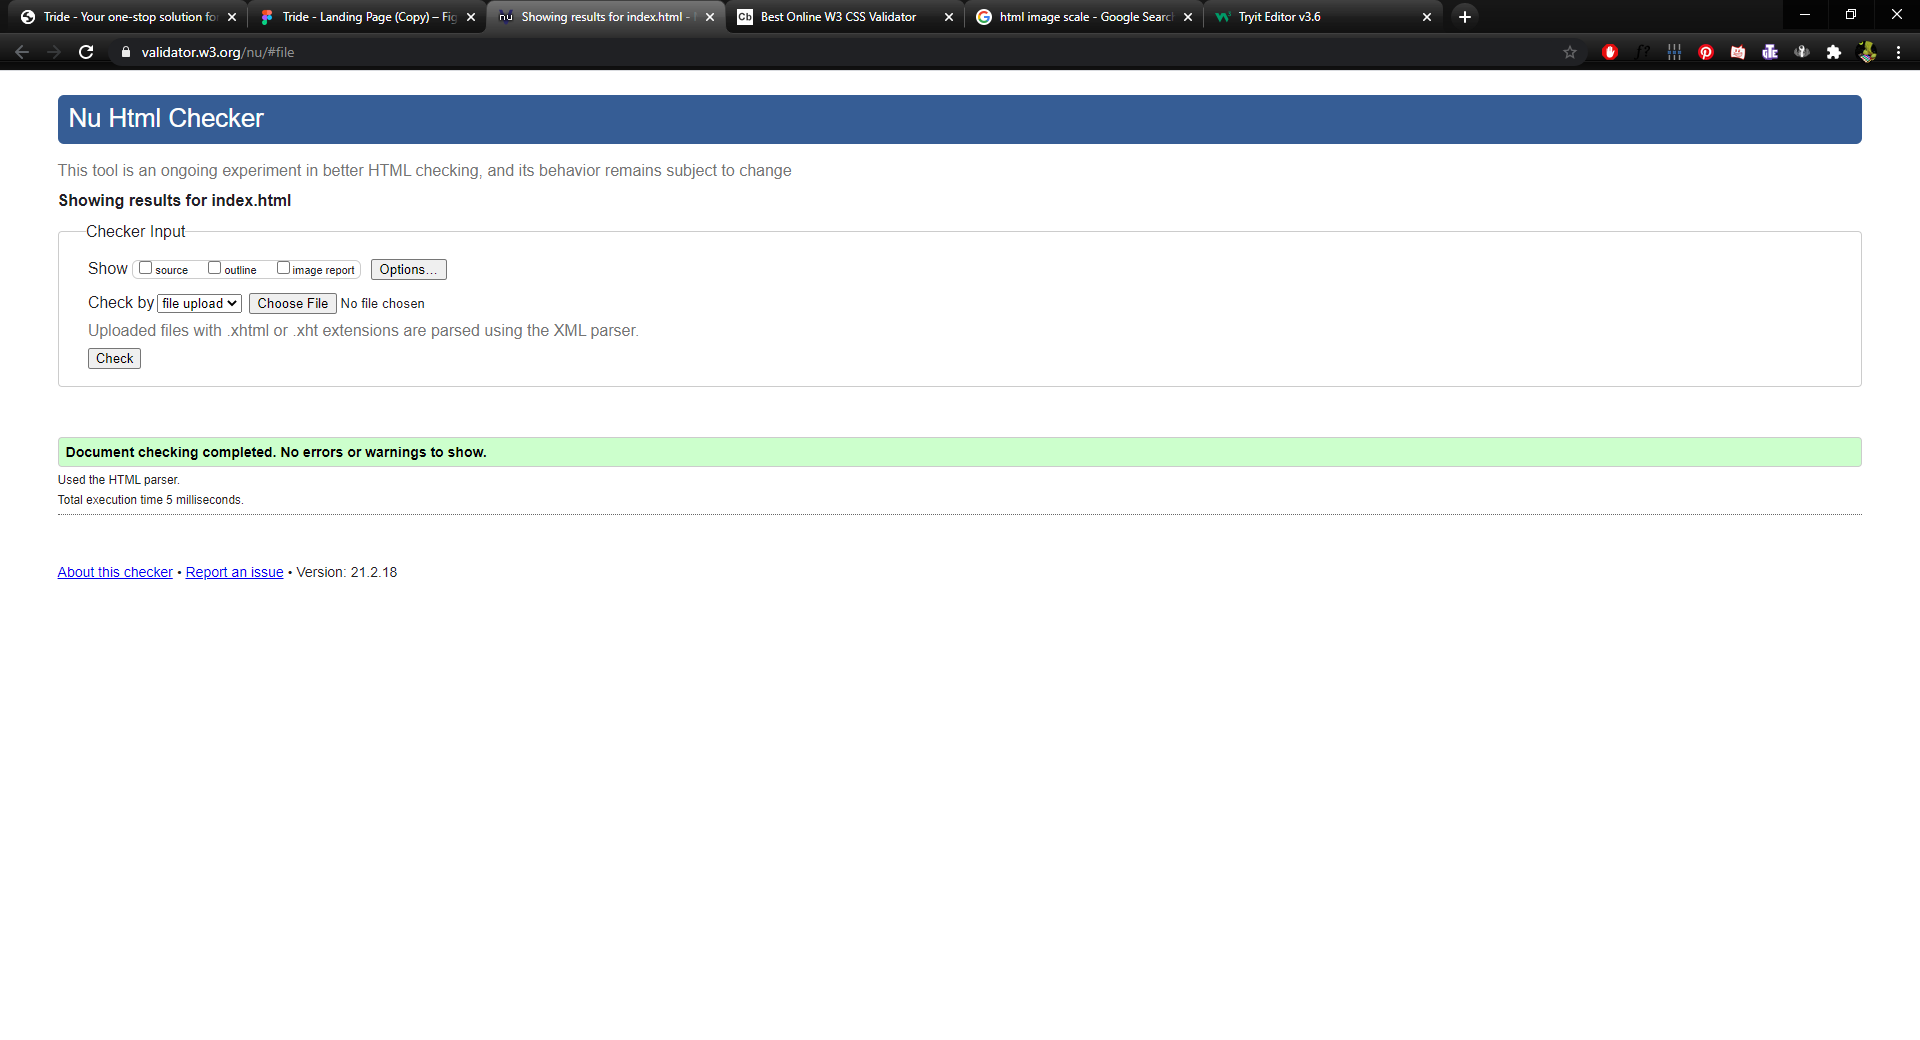 Tride - Your one-stop solution fo
Tride - Landing Page (Copy) – Fig
nu Showing results for index.html -
Cb Best Online W3 CSS Validator
html image scale - Google Searc
Tryit Editor v3.6
validator.w3.org/nu/#file
f?
Nu Html Checker
This tool is an ongoing experiment in better HTML checking, and its behavior remains subject to change
Showing results for index.html
Checker Input
Show source outline image report Options...
Check by file upload Choose File No file chosen
Uploaded files with .xhtml or .xht extensions are parsed using the XML parser.
Check
Document checking completed. No errors or warnings to show.
Used the HTML parser.
Total execution time 5 milliseconds.
About this checker • Report an issue • Version: 21.2.18